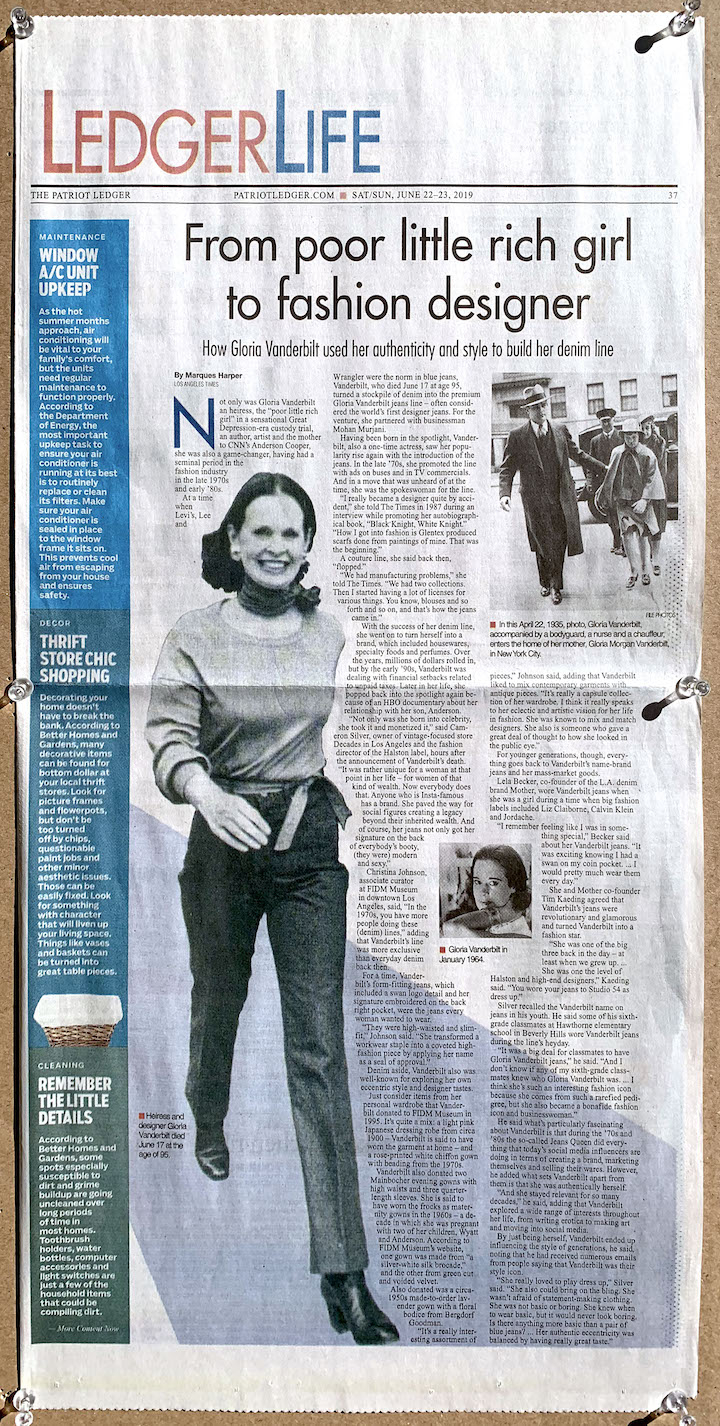 LEDGERLIFE
THE PATRIOT LEDGER
PATRIOTLEDGER.COM ■ SAT/SUN, JUNE 22–23, 2019
37
MAINTENANCE
WINDOW
A/C UNIT
UPKEEP
As the hot
summer months
approach, air
conditioning will
be vital to your
family's comfort,
but the units
need regular
maintenance to
function properly.
According to
the Department
of Energy, the
most important
upkeep task to
ensure your air
conditioner is
running at its best
is to routinely
replace or clean
its filters. Make
sure your air
conditioner is
sealed in place
to the window
frame it sits on.
This prevents cool
air from escaping
from your house
and ensures
safety.
DECOR
THRIFT
STORE CHIC
SHOPPING
Decorating your
home doesn't
have to break the
bank. According to
Better Homes and
Gardens, many
decorative items
can be found for
bottom dollar at
your local thrift
stores. Look for
picture frames
and flowerpots,
but don't be
too turned
off by chips,
questionable
paint jobs and
other minor
aesthetic issues.
Those can be
easily fixed. Look
for something
with character
that will liven up
your living space.
Things like vases
and baskets can
be turned into
great table pieces.
CLEANING
REMEMBER
THE LITTLE
DETAILS
According to
Better Homes and
Gardens, some
spots especially
susceptible to
dirt and grime
buildup are going
uncleaned over
long periods
of time in
most homes.
Toothbrush
holders, water
bottles, computer
accessories and
light switches are
just a few of the
household items
that could be
compiling dirt.
— More Content Now
From poor little rich girl
to fashion designer
How Gloria Vanderbilt used her authenticity and style to build her denim line
By Marques Harper
LOS ANGELES TIMES
Not only was Gloria Vanderbilt
an heiress, the "poor little rich
girl" in a sensational Great
Depression-era custody trial,
an author, artist and the mother
to CNN's Anderson Cooper,
she was also a game-changer, having had a
seminal period in the
fashion industry
in the late 1970s
and early '80s.
At a time
when
Levi's, Lee
and
■ Heiress and
designer Gloria
Vanderbilt died
June 17 at the
age of 95.
Wrangler were the norm in blue jeans,
Vanderbilt, who died June 17 at age 95,
turned a stockpile of denim into the premium
Gloria Vanderbilt jeans line – often consid-
ered the world's first designer jeans. For the
venture, she partnered with businessman
Mohan Murjani.
Having been born in the spotlight, Vander-
bilt, also a one-time actress, saw her popu-
larity rise again with the introduction of the
jeans. In the late '70s, she promoted the line
with ads on buses and in TV commercials.
And in a move that was unheard of at the
time, she was the spokeswoman for the line.
"I really became a designer quite by acci-
dent," she told The Times in 1987 during an
interview while promoting her autobiograph-
ical book, "Black Knight, White Knight."
"How I got into fashion is Glentex produced
scarfs done from paintings of mine. That was
the beginning."
A couture line, she said back then,
"flopped."
"We had manufacturing problems," she
told The Times. "We had two collections.
Then I started having a lot of licenses for
various things. You know, blouses and so
forth and so on, and that's how the jeans
came in."
With the success of her denim line,
she went on to turn herself into a
brand, which included housewares,
specialty foods and perfumes. Over
the years, millions of dollars rolled in,
but by the early '90s, Vanderbilt was
dealing with financial setbacks related
to unpaid taxes. Later in her life, she
popped back into the spotlight again be-
cause of an HBO documentary about her
relationship with her son, Anderson.
"Not only was she born into celebrity,
she took it and monetized it," said Cam-
eron Silver, owner of vintage-focused store
Decades in Los Angeles and the fashion
director of the Halston label, hours after
the announcement of Vanderbilt's death.
"It was rather unique for a woman at that
point in her life – for women of that
kind of wealth. Now everybody does
that. Anyone who is Insta-famous
has a brand. She paved the way for
social figures creating a legacy
beyond their inherited wealth. And
of course, her jeans not only got her
signature on the back
of everybody's booty,
(they were) modern
and sexy."
Christina Johnson,
associate curator
at FIDM Museum
in downtown Los
Angeles, said, "In the
1970s, you have more
people doing these
(denim) lines," adding
that Vanderbilt's line
was more exclusive
than everyday denim
back then.
For a time, Vander-
bilt's form-fitting jeans, which
included a swan logo detail and her
signature embroidered on the back
right pocket, were the jeans every
woman wanted to wear.
"They were high-waisted and slim-
fit," Johnson said. "She transformed a
workwear staple into a coveted high-
fashion piece by applying her name
as a seal of approval."
Denim aside, Vanderbilt also was
well-known for exploring her own
eccentric style and designer tastes.
Just consider items from her
personal wardrobe that Vander-
bilt donated to FIDM Museum in
1995. It's quite a mix: a light pink
Japanese dressing robe from circa
1900 – Vanderbilt is said to have
worn the garment at home – and
a rose-printed white chiffon gown
with beading from the 1970s.
Vanderbilt also donated two
Mainbocher evening gowns with
high waists and three quarter-
length sleeves. She is said to
have worn the frocks as mater-
nity gowns in the 1960s – a de-
cade in which she was pregnant
with two of her children, Wyatt
and Anderson. According to
FIDM Museum's website,
one gown was made from "a
silver-white silk brocade,"
and the other from green cut
and voided velvet.
Also donated was a circa-
1950s made-to-order lav-
ender gown with a floral
bodice from Bergdorf
Goodman.
"It's a really inter-
esting assortment of
FILE PHOTOS
■ In this April 22, 1935, photo, Gloria Vanderbilt,
accompanied by a bodyguard, a nurse and a chauffeur,
enters the home of her mother, Gloria Morgan Vanderbilt,
in New York City.
pieces," Johnson said, adding that Vanderbilt
liked to mix contemporary garments with
antique pieces. "It's really a capsule collec-
tion of her wardrobe. I think it really speaks
to her eclectic and artistic vision for her life
in fashion. She was known to mix and match
designers. She also is someone who gave a
great deal of thought to how she looked in
the public eye."
For younger generations, though, every-
thing goes back to Vanderbilt's name-brand
jeans and her mass-market goods.
Lela Becker, co-founder of the L.A. denim
brand Mother, wore Vanderbilt jeans when
she was a girl during a time when big fashion
labels included Liz Claiborne, Calvin Klein
and Jordache.
"I remember feeling like I was in some-
thing special," Becker said
about her Vanderbilt jeans. "It
was exciting knowing I had a
swan on my coin pocket. ... I
would pretty much wear them
every day."
She and Mother co-founder
Tim Kaeding agreed that
Vanderbilt's jeans were
revolutionary and glamorous
and turned Vanderbilt into a
fashion star.
"She was one of the big
three back in the day – at
least when we grew up. ...
She was one the level of
Halston and high-end designers," Kaeding
said. "You wore your jeans to Studio 54 as
dress up."
Silver recalled the Vanderbilt name on
jeans in his youth. He said some of his sixth-
grade classmates at Hawthorne elementary
school in Beverly Hills wore Vanderbilt jeans
during the line's heyday.
"It was a big deal for classmates to have
Gloria Vanderbilt jeans," he said. "And I
don't know if any of my sixth-grade class-
mates knew who Gloria Vanderbilt was. ... I
think she's such an interesting fashion icon
because she comes from such a rarefied pedi-
gree, but she also became a bonafide fashion
icon and businesswoman."
He said what's particularly fascinating
about Vanderbilt is that during the '70s and
'80s the so-called Jeans Queen did every-
thing that today's social media influencers are
doing in terms of creating a brand, marketing
themselves and selling their wares. However,
he added what sets Vanderbilt apart from
them is that she was authentically herself.
"And she stayed relevant for so many
decades," he said, adding that Vanderbilt
explored a wide range of interests throughout
her life, from writing erotica to making art
and moving into social media.
By just being herself, Vanderbilt ended up
influencing the style of generations, he said,
noting that he had received numerous emails
from people saying that Vanderbilt was their
style icon.
"She really loved to play dress up," Silver
said. "She also could bring on the bling. She
wasn't afraid of statement-making clothing.
She was not basic or boring. She knew when
to wear basic, but it would never look boring.
Is there anything more basic than a pair of
blue jeans? ... Her authentic eccentricity was
balanced by having really great taste."
■ Gloria Vanderbilt in
January 1964.